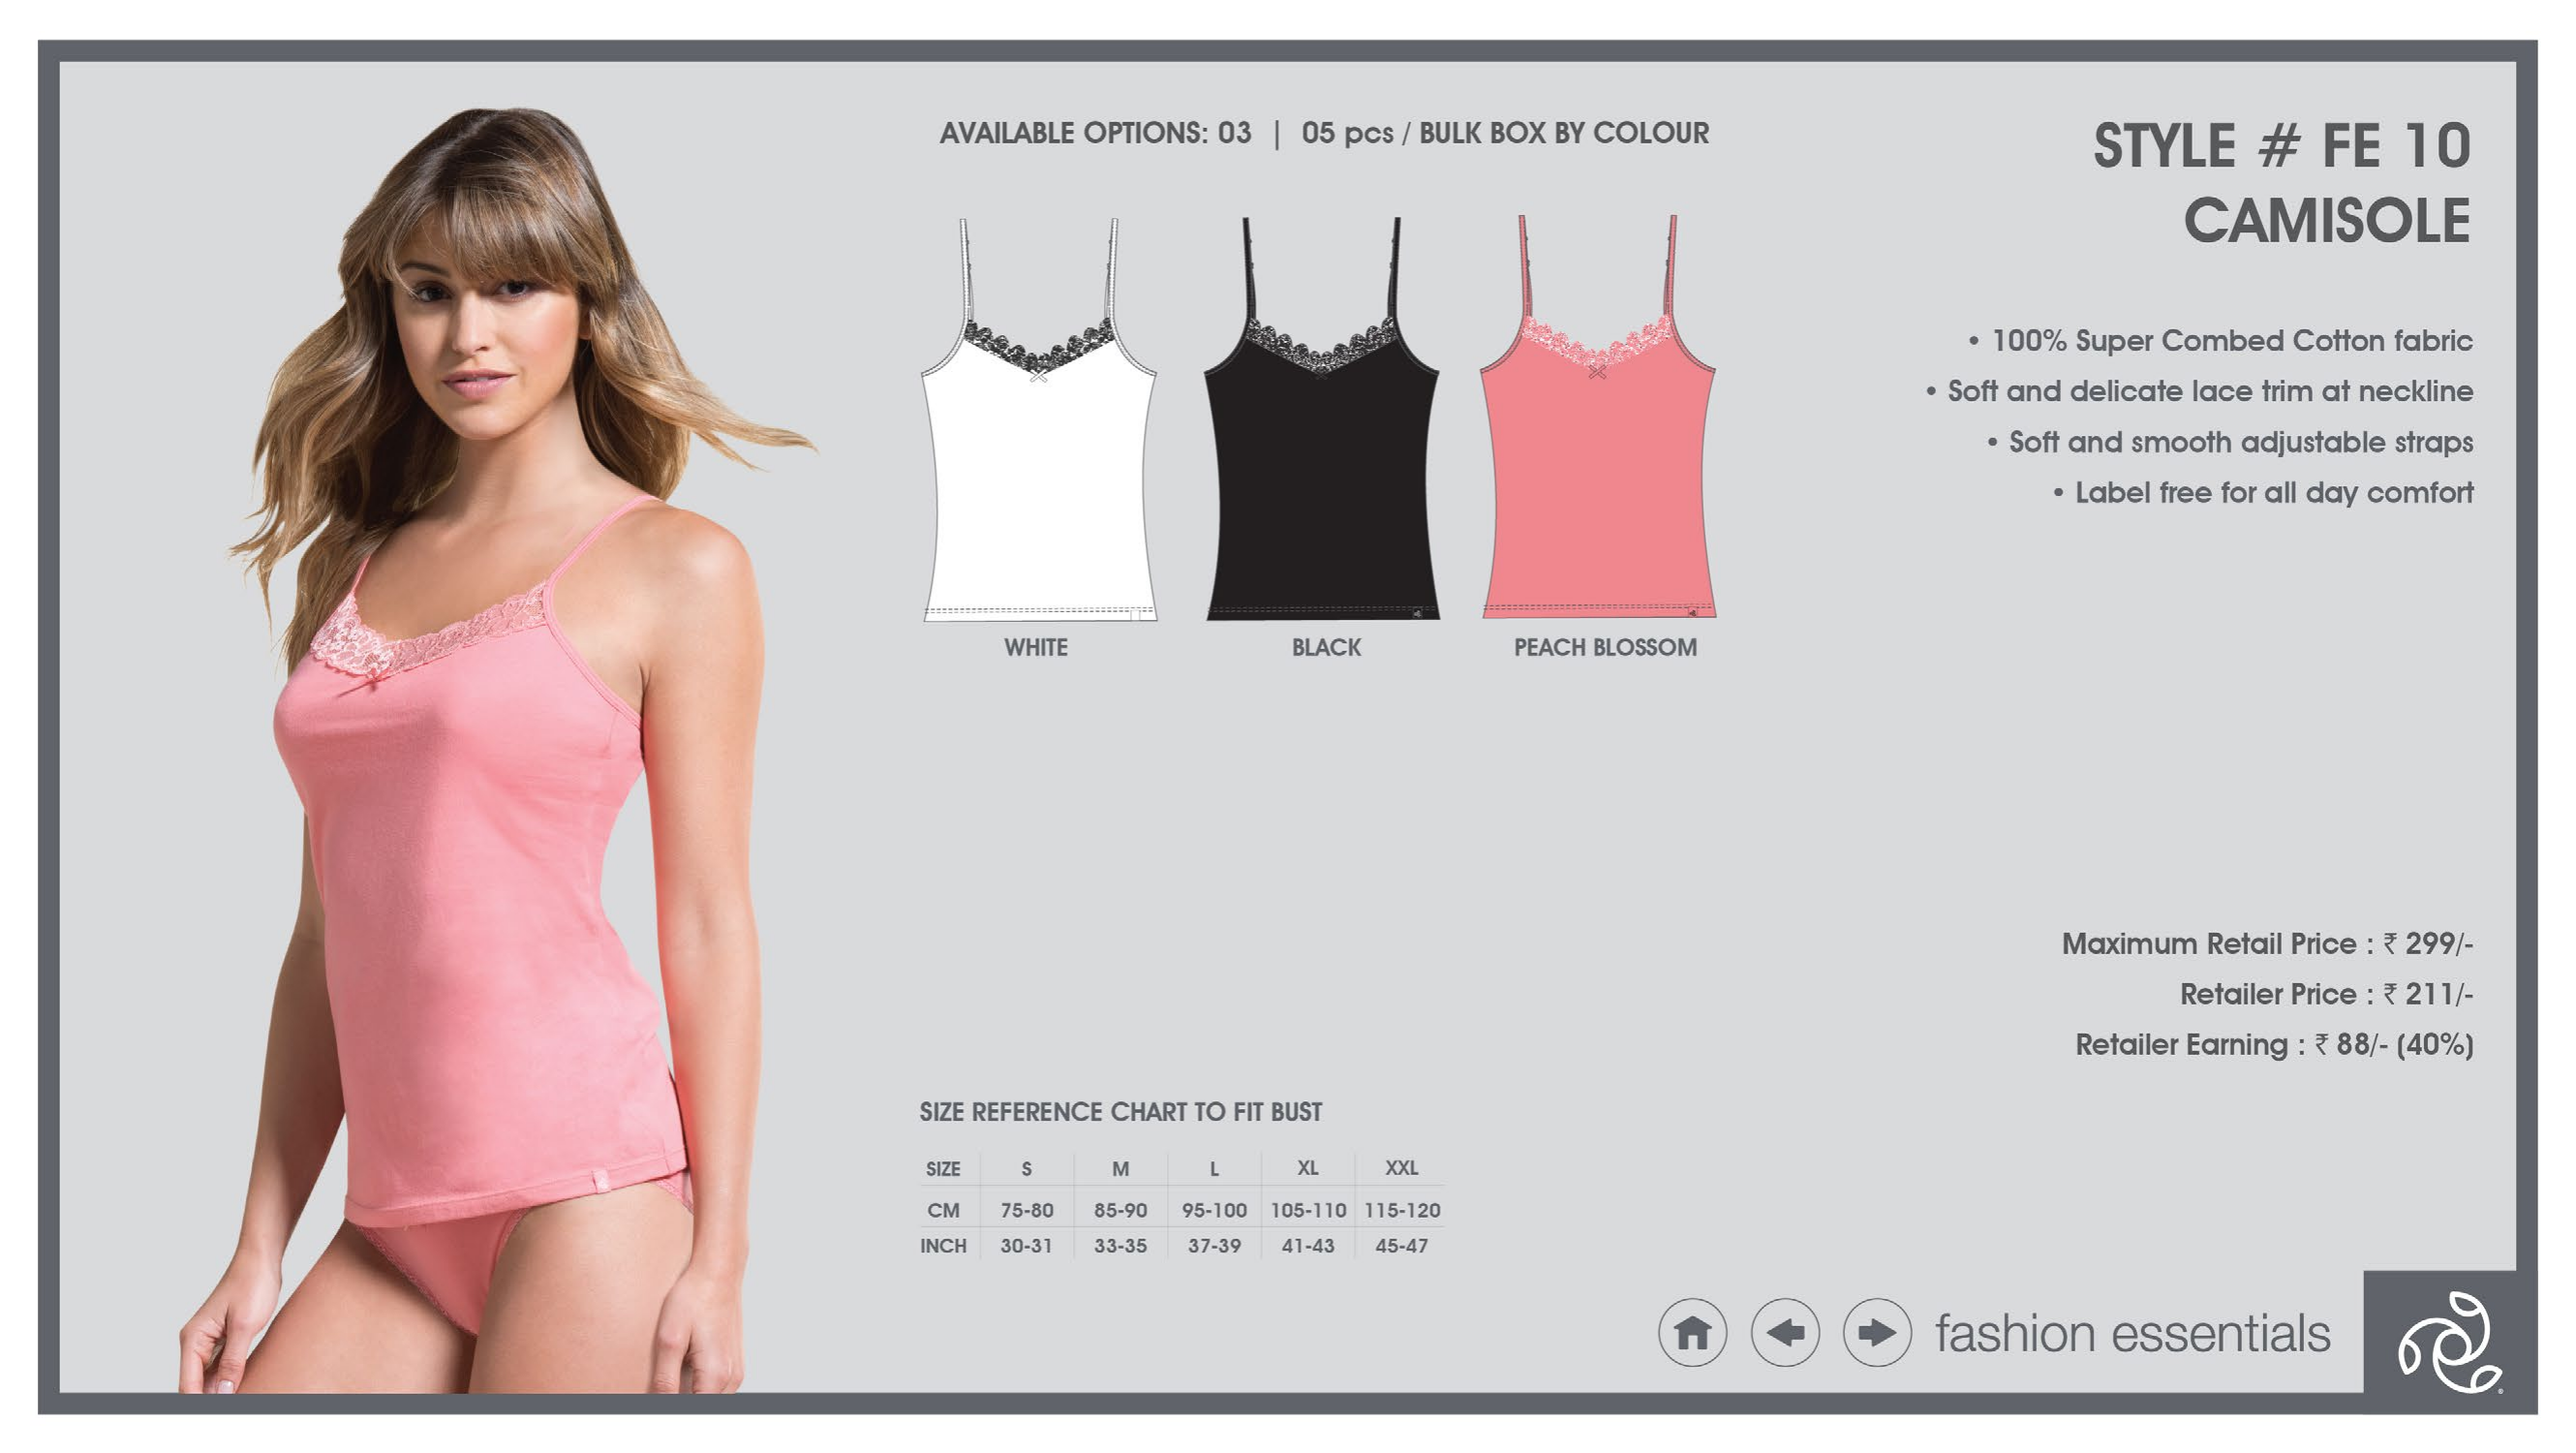 AVAILABLE OPTIONS: 03 | 05 pcs / BULK BOX BY COLOUR
WHITE
BLACK
PEACH BLOSSOM
STYLE # FE 10
CAMISOLE
• 100% Super Combed Cotton fabric
• Soft and delicate lace trim at neckline
• Soft and smooth adjustable straps
• Label free for all day comfort
Maximum Retail Price : ₹ 299/-
Retailer Price : ₹ 211/-
Retailer Earning : ₹ 88/- (40%)
SIZE REFERENCE CHART TO FIT BUST
SIZE S M L XL XXL
CM 75-80 85-90 95-100 105-110 115-120
INCH 30-31 33-35 37-39 41-43 45-47
fashion essentials